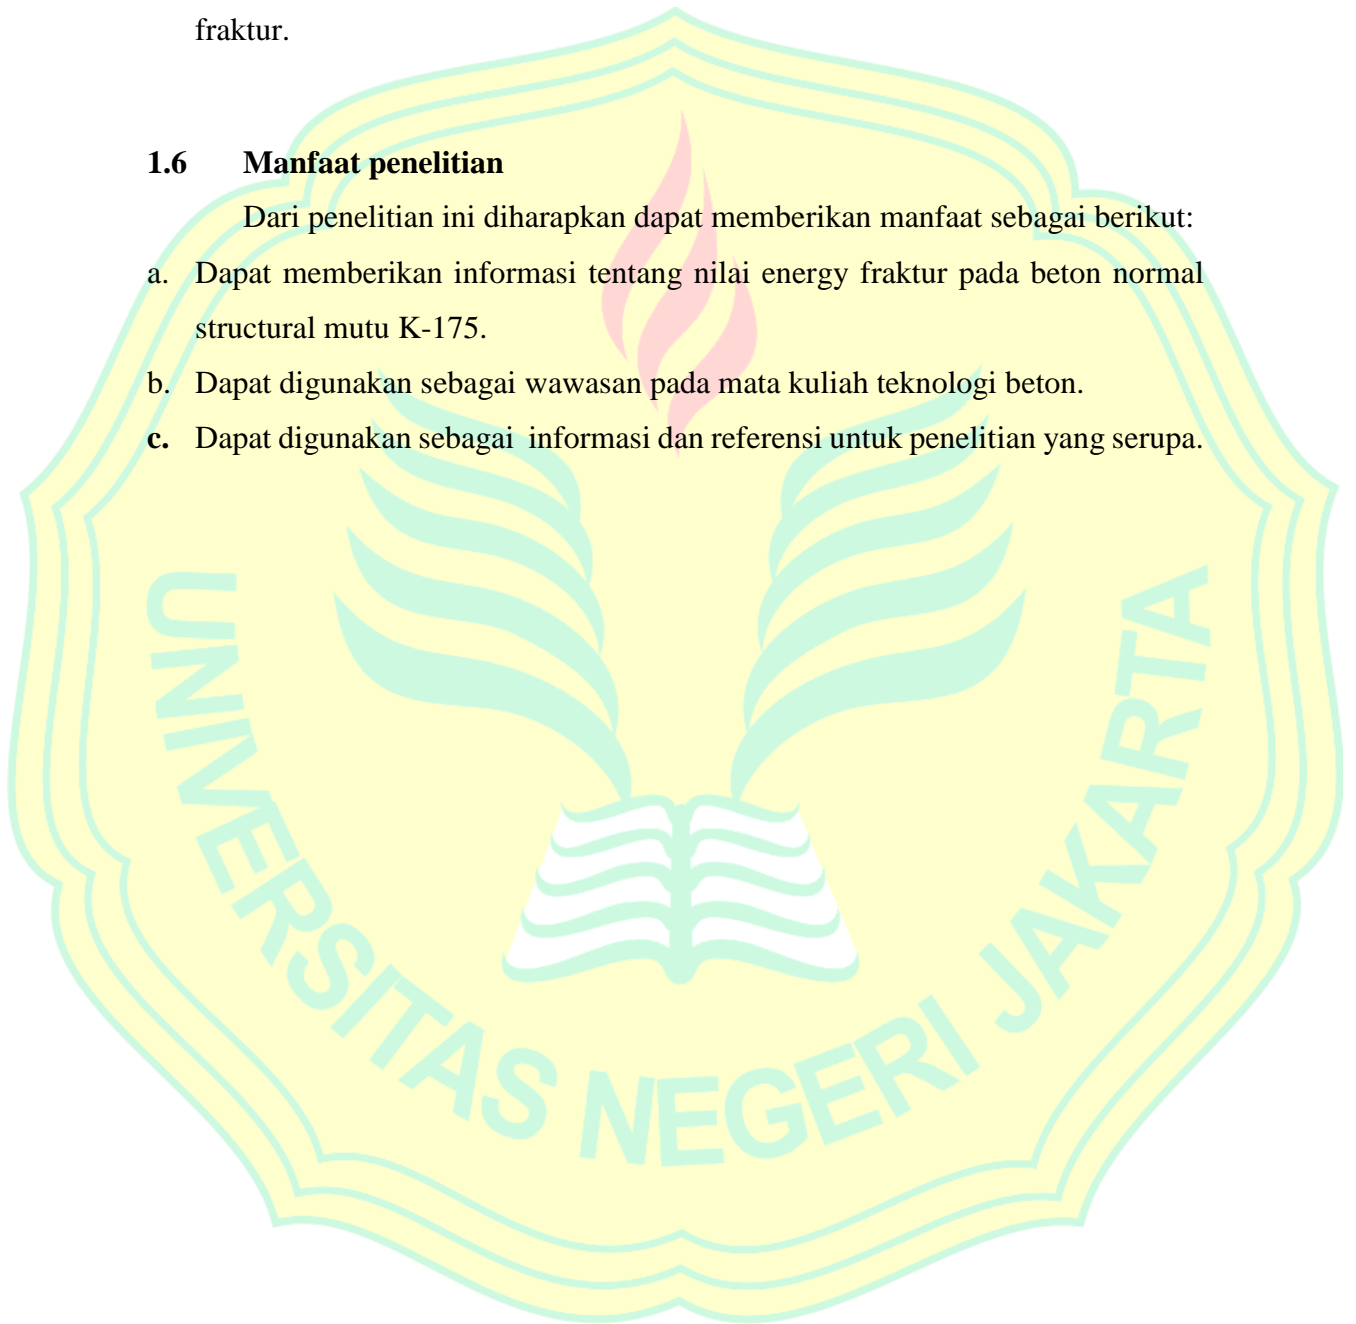 fraktur.
1.6 Manfaat penelitian
Dari penelitian ini diharapkan dapat memberikan manfaat sebagai berikut:
a. Dapat memberikan informasi tentang nilai energy fraktur pada beton normal
structural mutu K-175.
b. Dapat digunakan sebagai wawasan pada mata kuliah teknologi beton.
c. Dapat digunakan sebagai informasi dan referensi untuk penelitian yang serupa.
UNIVERSITAS NEGERI JAKARTA